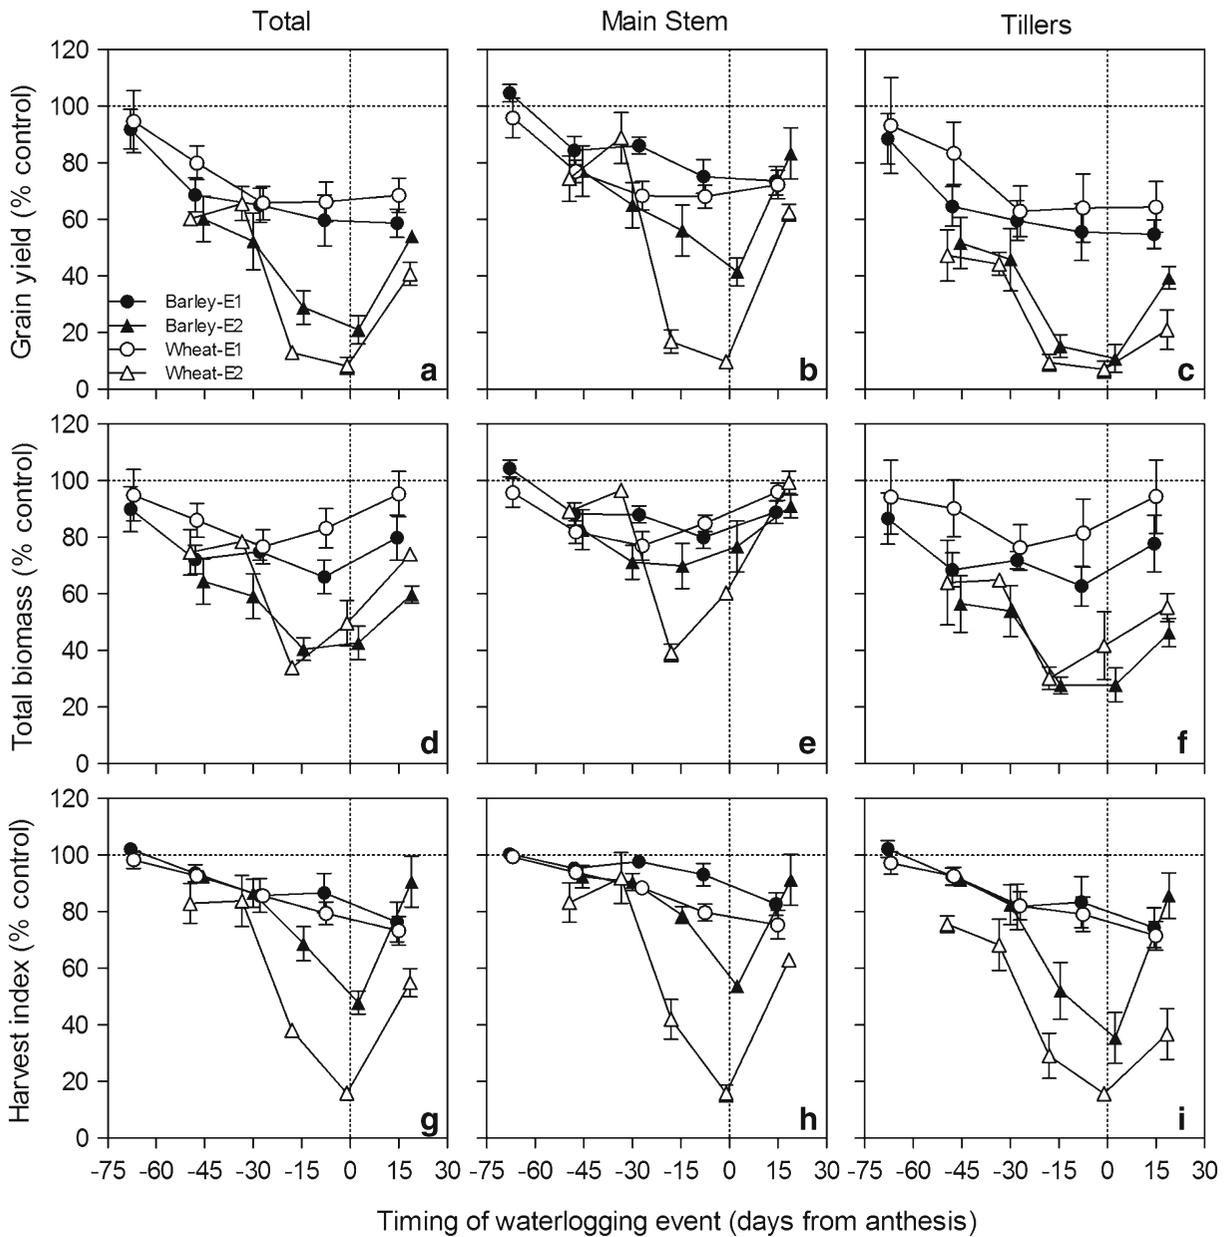 Total Main Stem Tillers
Grain yield (% control)
120
100
80
60
40
20
0
Barley-E1
Barley-E2
Wheat-E1
Wheat-E2
a b c
Total biomass (% control)
120
100
80
60
40
20
0
d e f
Harvest index (% control)
120
100
80
60
40
20
0
g h i
-75 -60 -45 -30 -15 0 15 30 -75 -60 -45 -30 -15 0 15 30 -75 -60 -45 -30 -15 0 15 30
Timing of waterlogging event (days from anthesis)